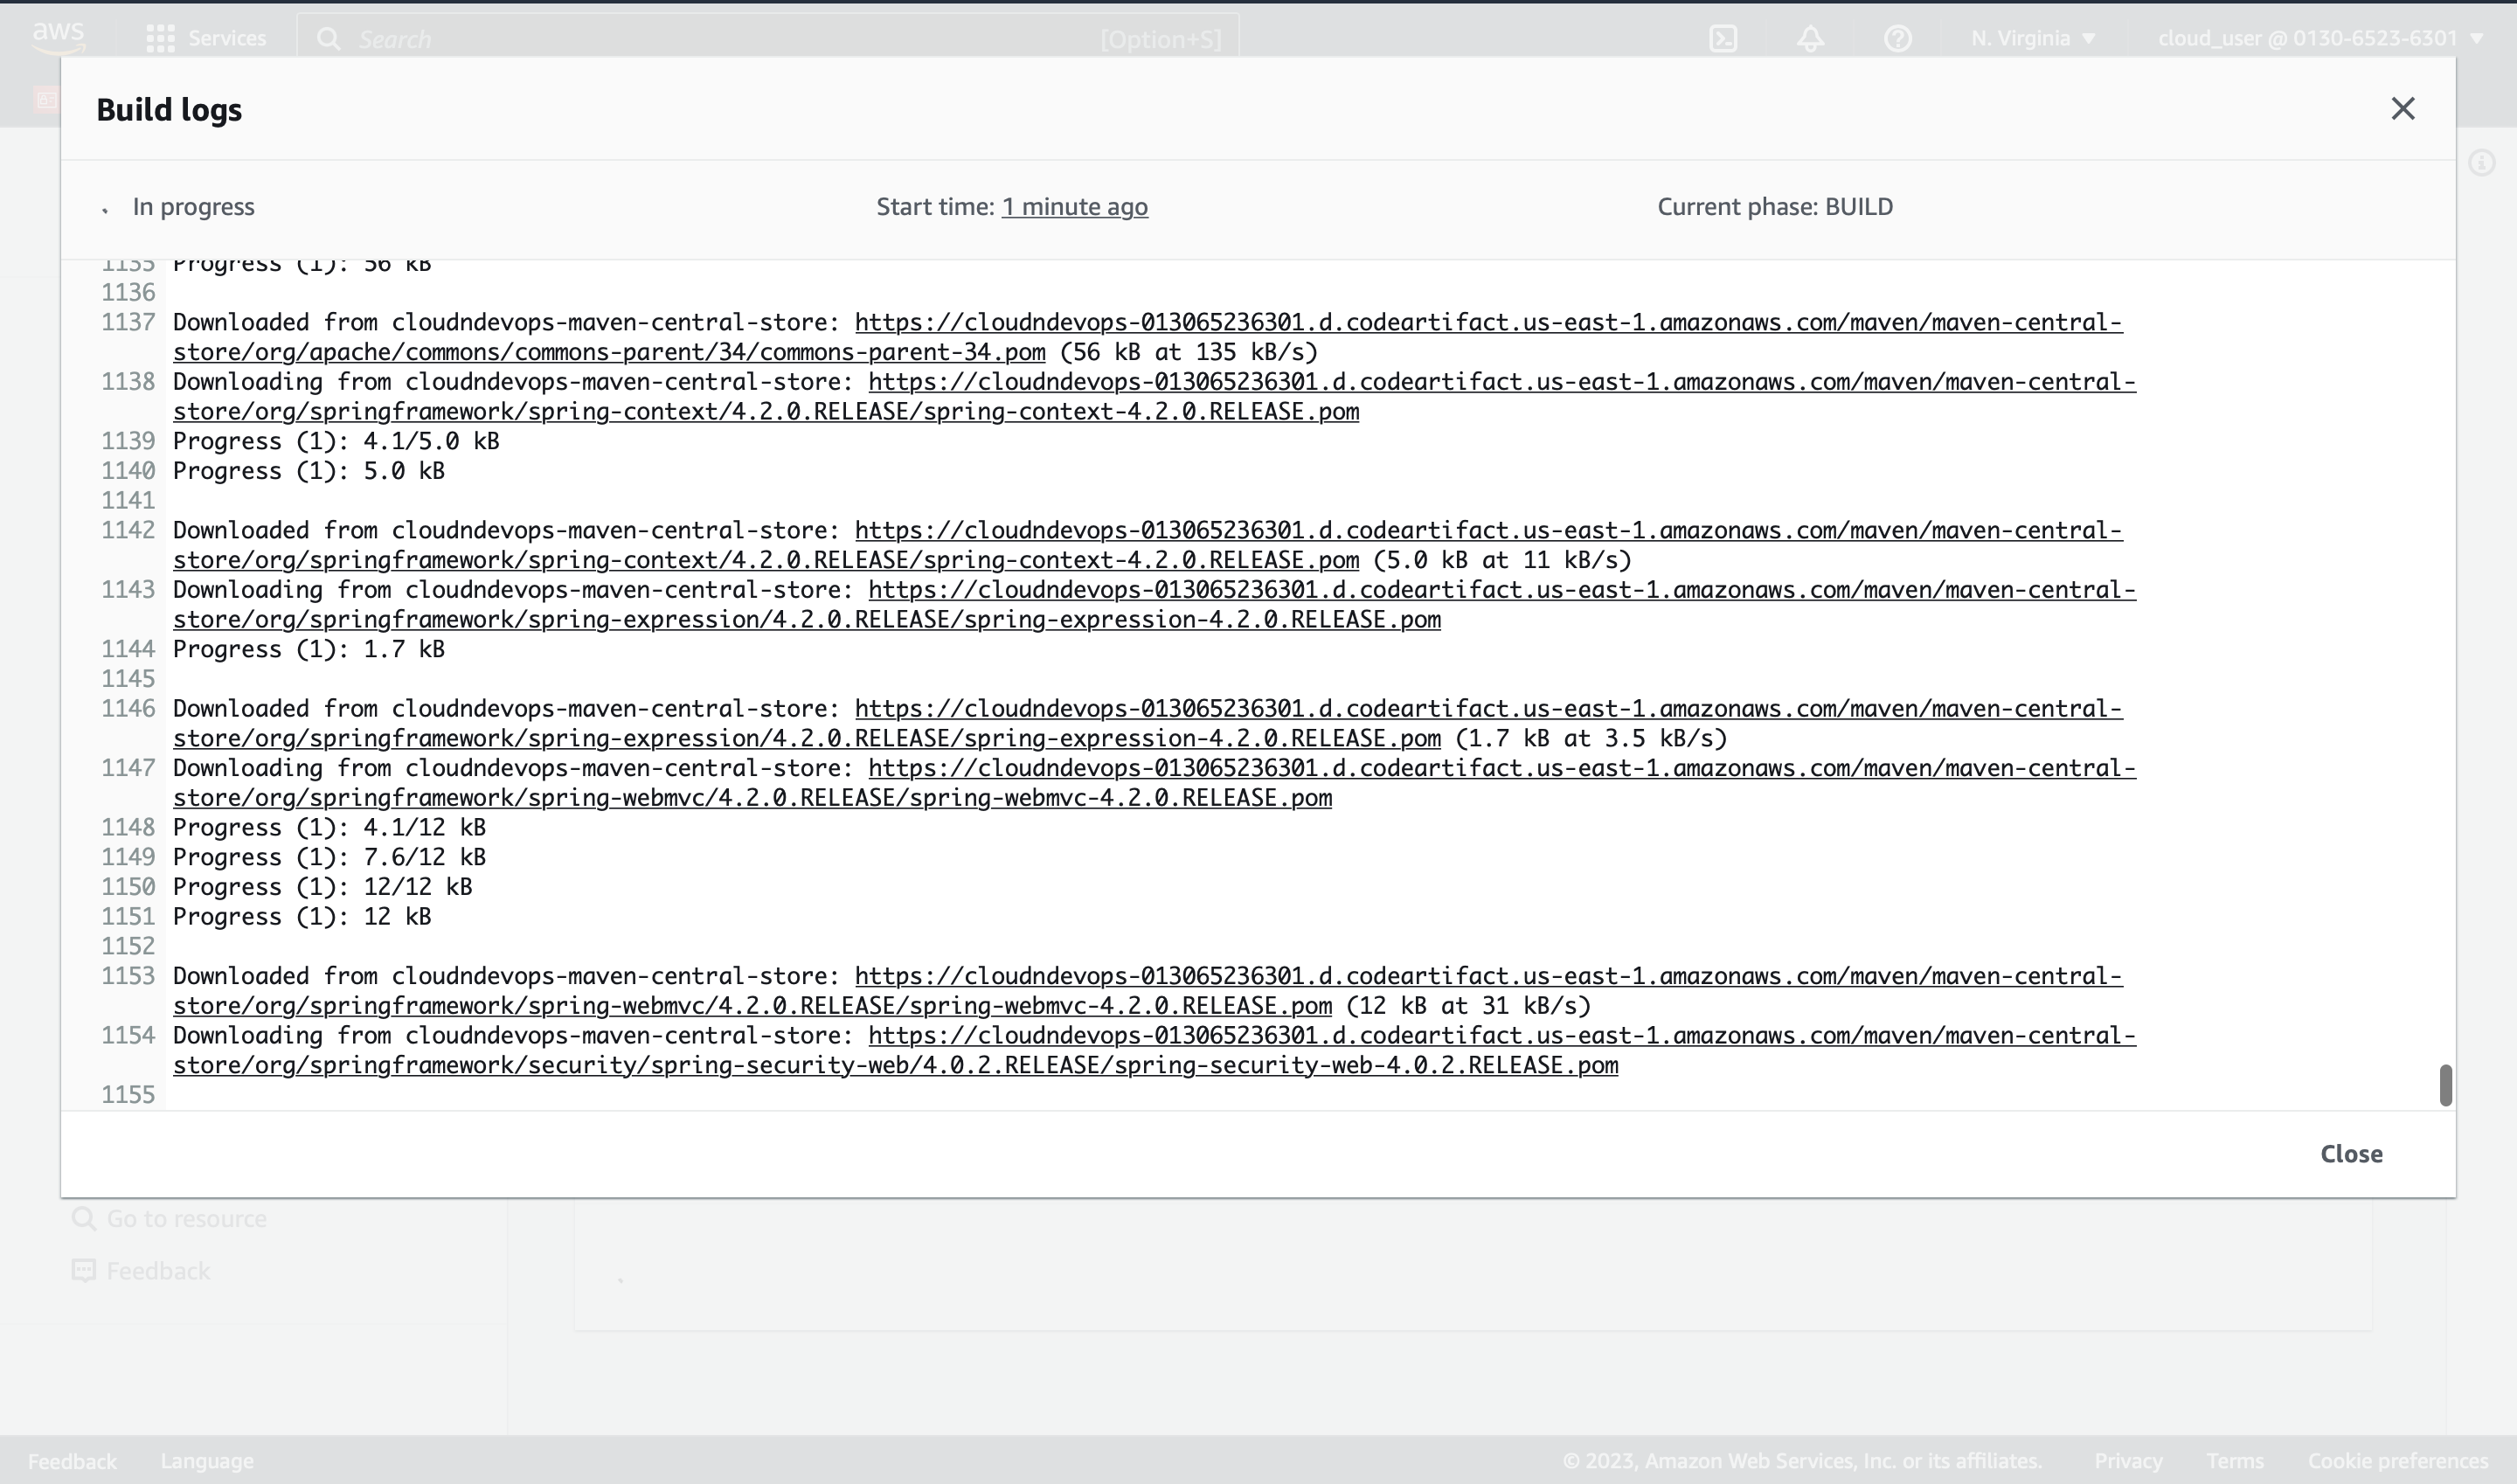 aws
Services
Search
[Option+S]
N. Virginia
cloud_user @ 0130-6523-6301
Build logs
In progress
Start time: 1 minute ago
Current phase: BUILD
1135 Progress (1): 56 kB
1136
1137 Downloaded from cloudndevops-maven-central-store: https://cloudndevops-013065236301.d.codeartifact.us-east-1.amazonaws.com/maven/maven-central-
store/org/apache/commons/commons-parent/34/commons-parent-34.pom (56 kB at 135 kB/s)
1138 Downloading from cloudndevops-maven-central-store: https://cloudndevops-013065236301.d.codeartifact.us-east-1.amazonaws.com/maven/maven-central-
store/org/springframework/spring-context/4.2.0.RELEASE/spring-context-4.2.0.RELEASE.pom
1139 Progress (1): 4.1/5.0 kB
1140 Progress (1): 5.0 kB
1141
1142 Downloaded from cloudndevops-maven-central-store: https://cloudndevops-013065236301.d.codeartifact.us-east-1.amazonaws.com/maven/maven-central-
store/org/springframework/spring-context/4.2.0.RELEASE/spring-context-4.2.0.RELEASE.pom (5.0 kB at 11 kB/s)
1143 Downloading from cloudndevops-maven-central-store: https://cloudndevops-013065236301.d.codeartifact.us-east-1.amazonaws.com/maven/maven-central-
store/org/springframework/spring-expression/4.2.0.RELEASE/spring-expression-4.2.0.RELEASE.pom
1144 Progress (1): 1.7 kB
1145
1146 Downloaded from cloudndevops-maven-central-store: https://cloudndevops-013065236301.d.codeartifact.us-east-1.amazonaws.com/maven/maven-central-
store/org/springframework/spring-expression/4.2.0.RELEASE/spring-expression-4.2.0.RELEASE.pom (1.7 kB at 3.5 kB/s)
1147 Downloading from cloudndevops-maven-central-store: https://cloudndevops-013065236301.d.codeartifact.us-east-1.amazonaws.com/maven/maven-central-
store/org/springframework/spring-webmvc/4.2.0.RELEASE/spring-webmvc-4.2.0.RELEASE.pom
1148 Progress (1): 4.1/12 kB
1149 Progress (1): 7.6/12 kB
1150 Progress (1): 12/12 kB
1151 Progress (1): 12 kB
1152
1153 Downloaded from cloudndevops-maven-central-store: https://cloudndevops-013065236301.d.codeartifact.us-east-1.amazonaws.com/maven/maven-central-
store/org/springframework/spring-webmvc/4.2.0.RELEASE/spring-webmvc-4.2.0.RELEASE.pom (12 kB at 31 kB/s)
1154 Downloading from cloudndevops-maven-central-store: https://cloudndevops-013065236301.d.codeartifact.us-east-1.amazonaws.com/maven/maven-central-
store/org/springframework/security/spring-security-web/4.0.2.RELEASE/spring-security-web-4.0.2.RELEASE.pom
1155
Close
Go to resource
Feedback
Feedback
Language
© 2023, Amazon Web Services, Inc. or its affiliates.
Privacy
Terms
Cookie preferences